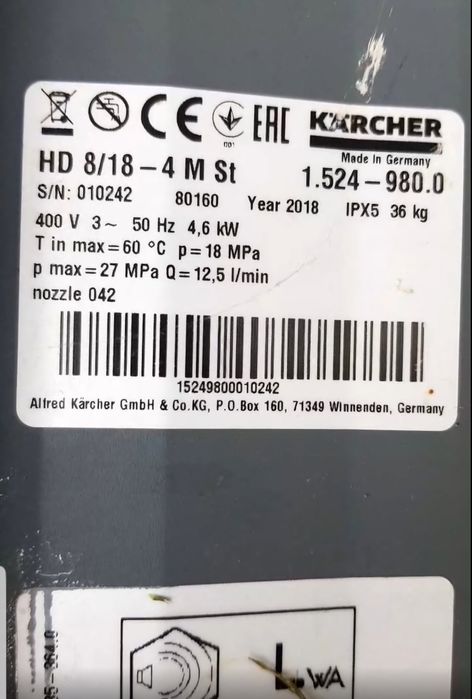 KÄRCHER
Made in Germany
HD 8/18 – 4 M St 1.524 – 980.0
S/N: 010242 80160 Year 2018 IPX5 36 kg
400 V 3~ 50 Hz 4,6 kW
T in max = 60 °C p = 18 MPa
p max = 27 MPa Q = 12,5 l/min
nozzle 042
15249800010242
Alfred Kärcher GmbH & Co.KG, P.O.Box 160, 71349 Winnenden, Germany
LWA